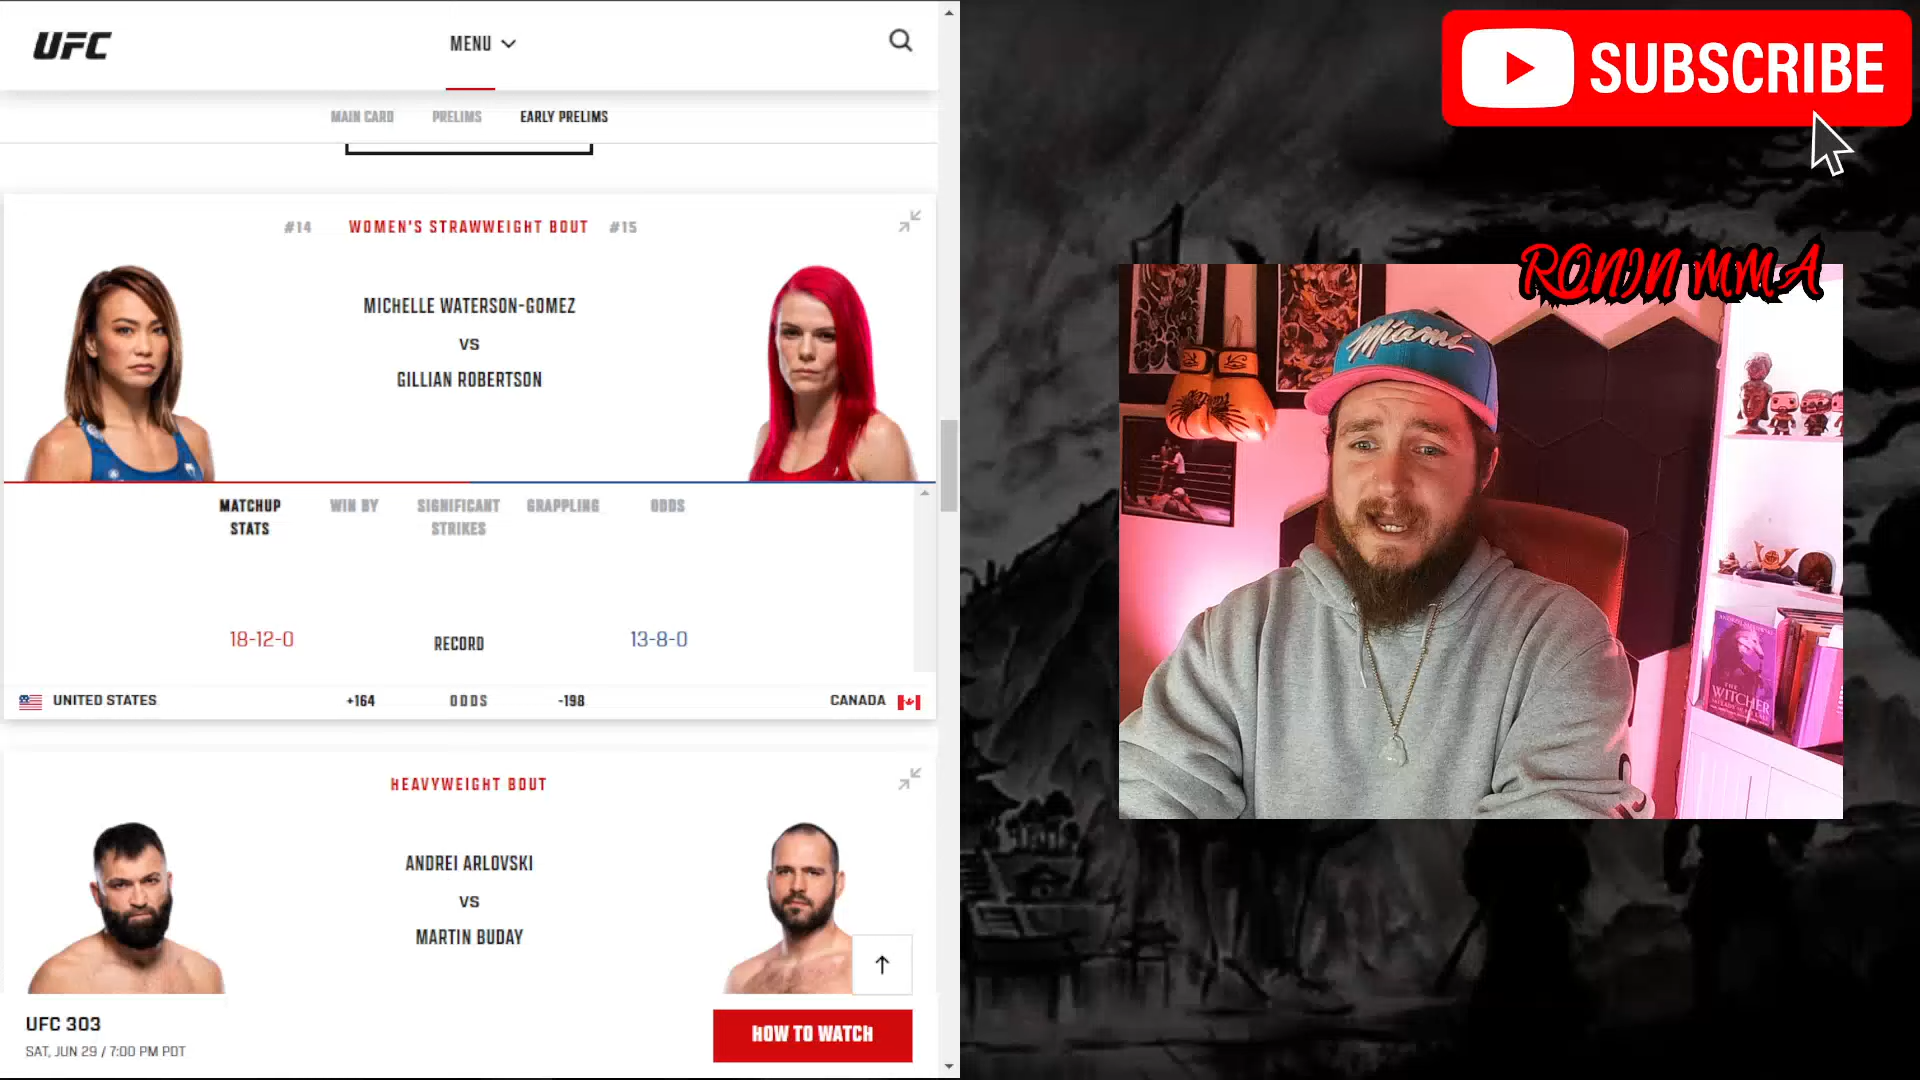 UFC
MENU
MAIN CARD PRELIMS EARLY PRELIMS
#14 WOMEN'S STRAWWEIGHT BOUT #15
MICHELLE WATERSON-GOMEZ
VS
GILLIAN ROBERTSON
MATCHUP STATS
WIN BY
SIGNIFICANT STRIKES
GRAPPLING
ODDS
18-12-0 RECORD 13-8-0
UNITED STATES +164 ODDS -198 CANADA
HEAVYWEIGHT BOUT
ANDREI ARLOVSKI
VS
MARTIN BUDAY
UFC 303
SAT, JUN 29 / 7:00 PM PDT
HOW TO WATCH
SUBSCRIBE
RONIN MMA
Miami
THE
WITCHER